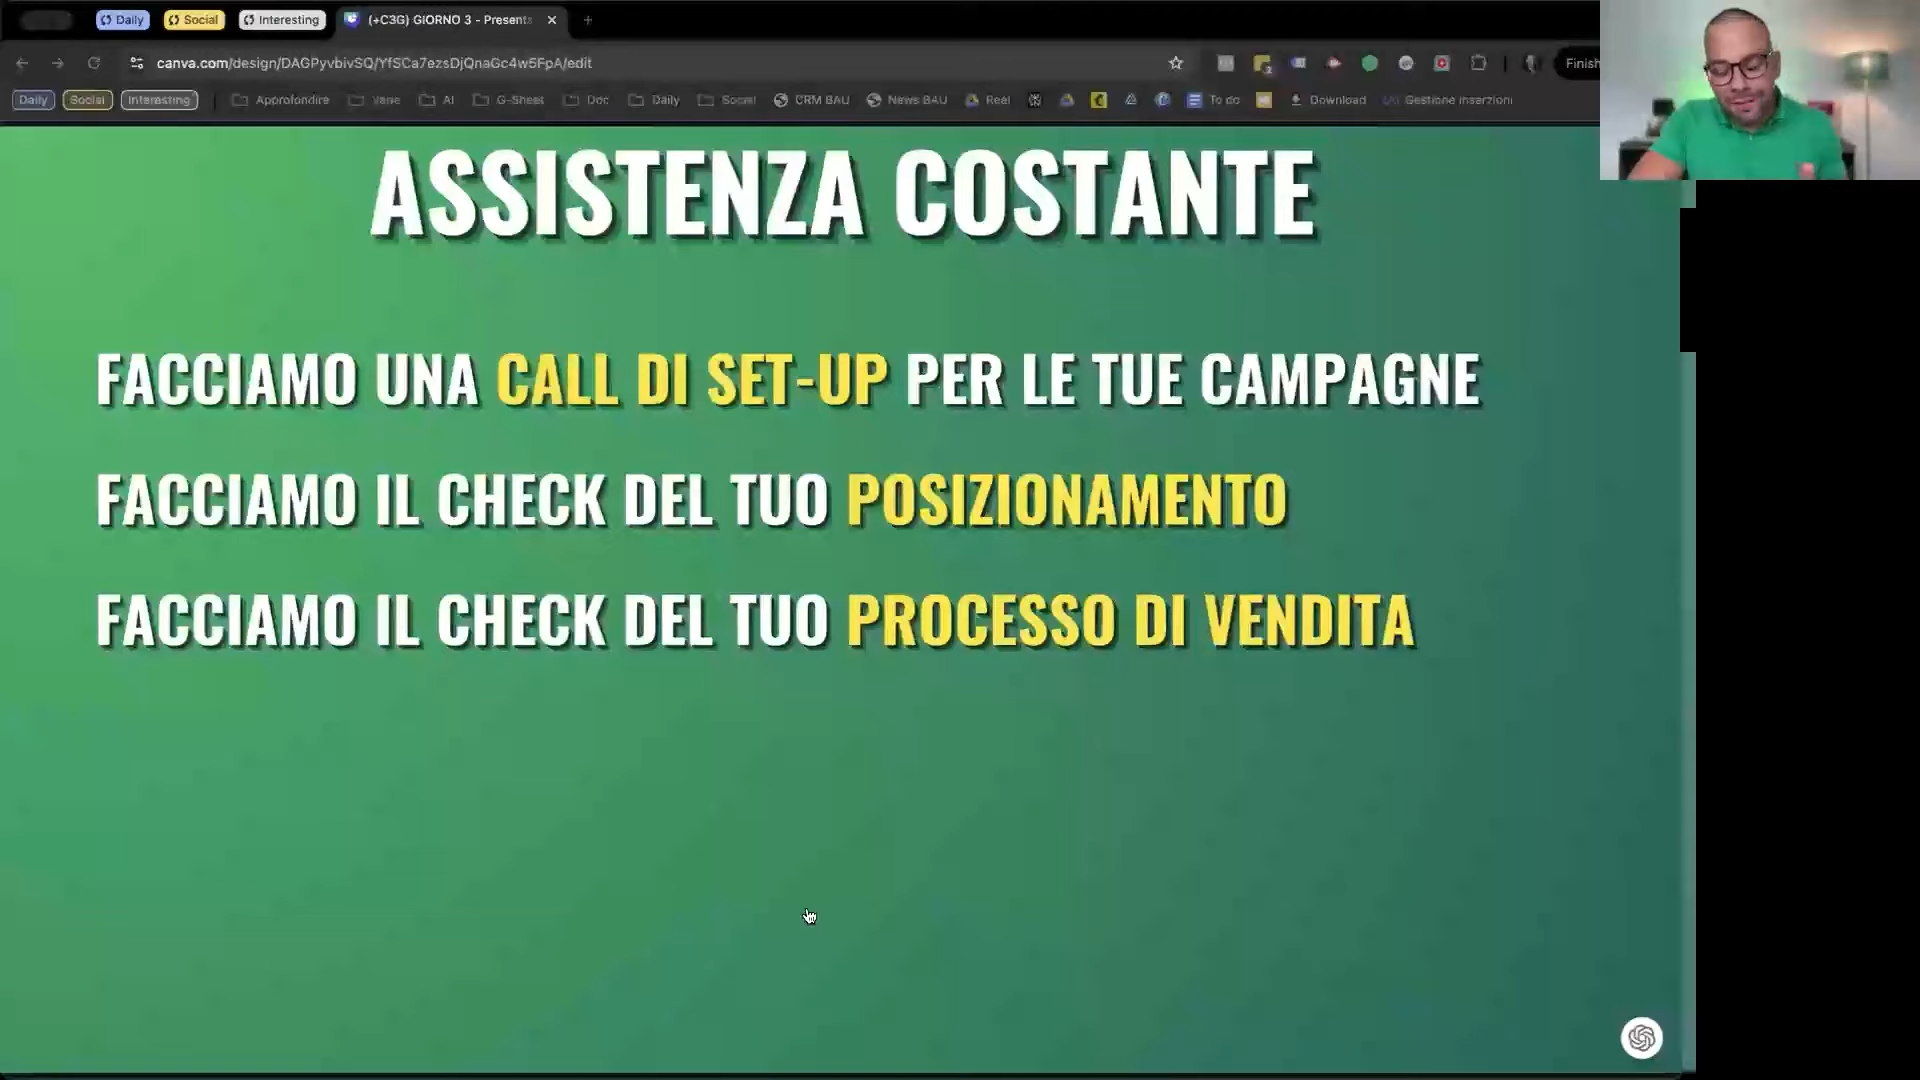 Daily
Social
Interesting
(+C3G) GIORNO 3 - Present
canva.com/design/DAGPyvbivSQ/YfSCa7ezsDjQnaGc4w5FpA/edit
Finish
Daily
Social
Interesting
Approfondire
Varie
AI
G-Sheet
Doc
Daily
Social
CRM BAU
News BAU
Real
To do
Download
Gestione inserzioni
ASSISTENZA COSTANTE
FACCIAMO UNA CALL DI SET-UP PER LE TUE CAMPAGNE
FACCIAMO IL CHECK DEL TUO POSIZIONAMENTO
FACCIAMO IL CHECK DEL TUO PROCESSO DI VENDITA